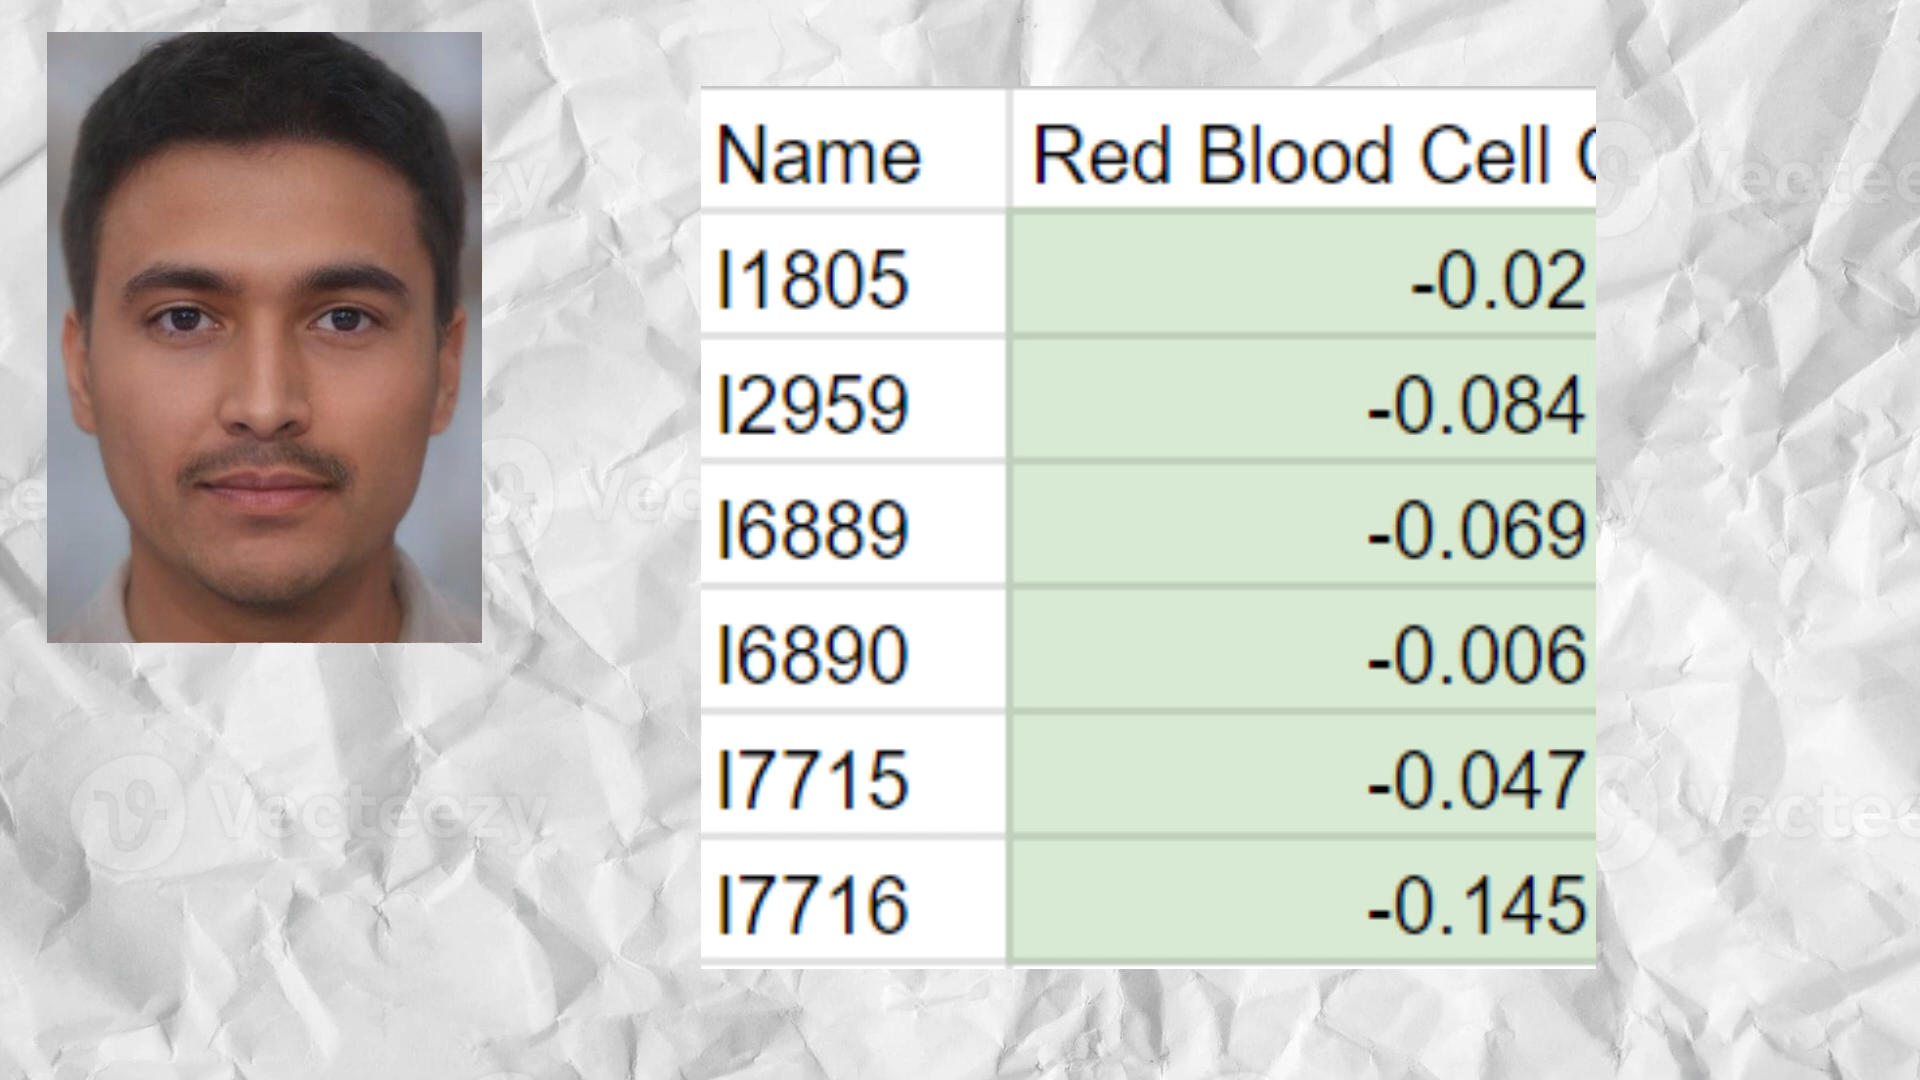 Name Red Blood Cell
I1805 -0.02
I2959 -0.084
I6889 -0.069
I6890 -0.006
I7715 -0.047
I7716 -0.145
Vecteezy